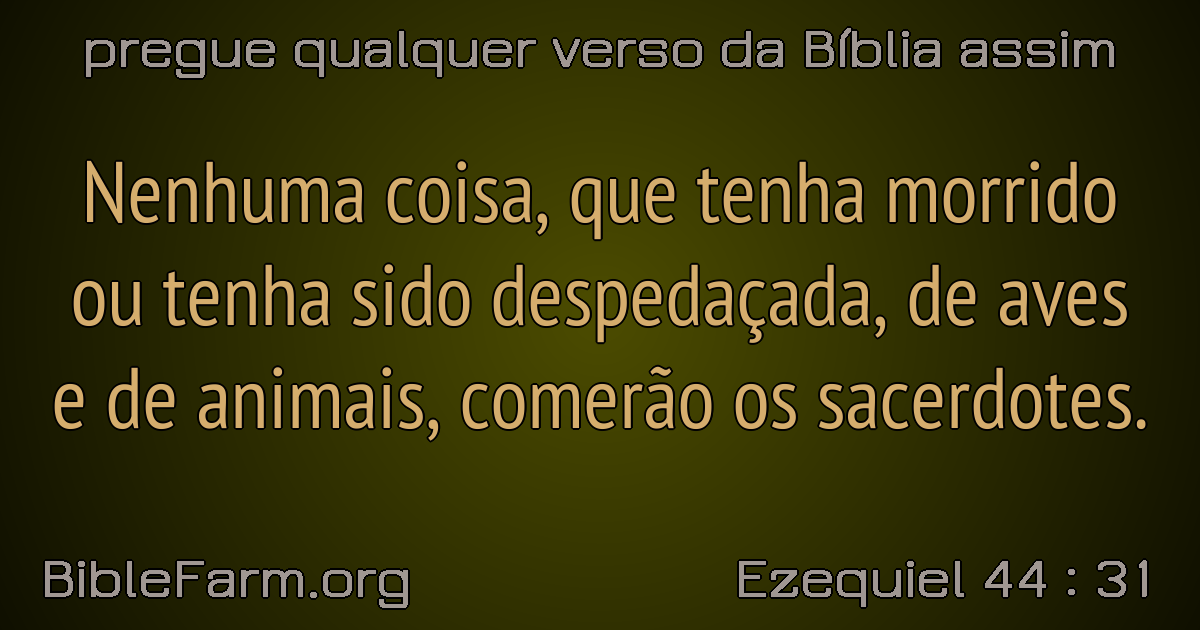 pregue qualquer verso da Bíblia assim
Nenhuma coisa, que tenha morrido
ou tenha sido despedaçada, de aves
e de animais, comerão os sacerdotes.
BibleFarm.org
Ezequiel 44 : 31